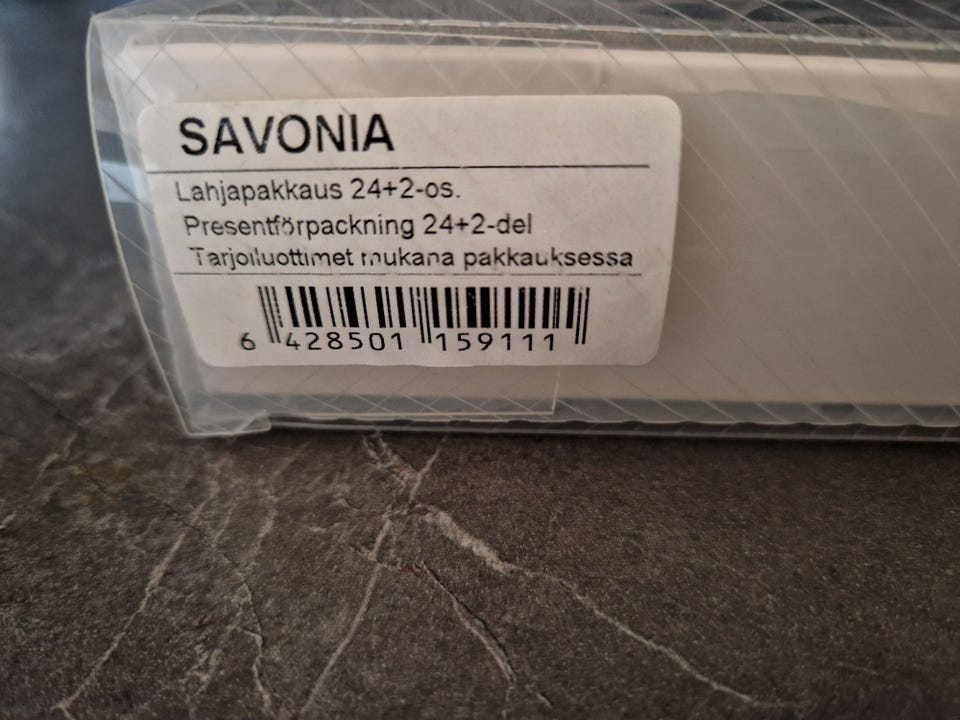 SAVONIA
Lahjapakkaus 24+2-os.
Presentförpackning 24+2-del
Tarjoiluottimet mukana pakkauksessa
6 428501 159111